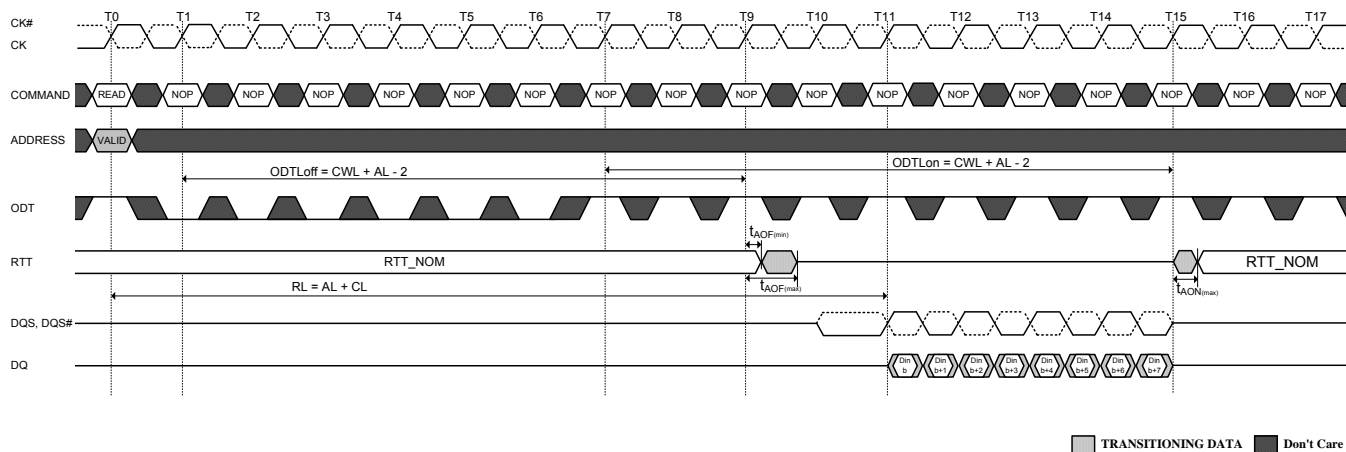 T0 T1 T2 T3 T4 T5 T6 T7 T8 T9 T10 T11 T12 T13 T14 T15 T16 T17
CK#
CK
COMMAND READ NOP NOP NOP NOP NOP NOP NOP NOP NOP NOP NOP NOP NOP NOP NOP NOP NOP
ADDRESS VALID
ODTLoff = CWL + AL - 2
ODTLon = CWL + AL - 2
ODT
tAOF(min)
RTT RTT_NOM RTT_NOM
tAOF(max)
tAON(max)
RL = AL + CL
DQS, DQS#
DQ Din b Din b+1 Din b+2 Din b+3 Din b+4 Din b+5 Din b+6 Din b+7
TRANSITIONING DATA Don't Care